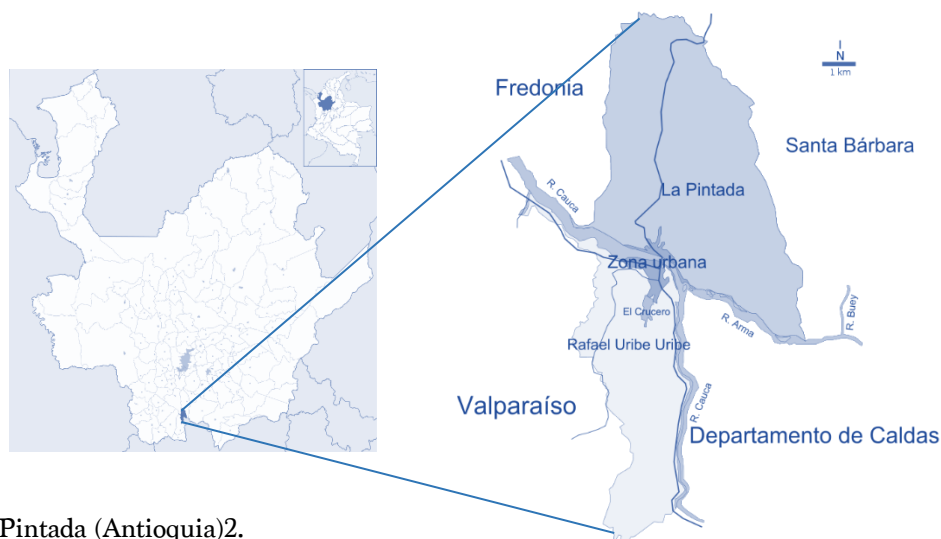 Fredonia
1 km
Santa Bárbara
R. Cauca
La Pintada
Zona urbana
El Crucero
R. Arma
R. Buey
Rafael Uribe Uribe
R. Cauca
Valparaíso
Departamento de Caldas
Pintada (Antioquia)2.